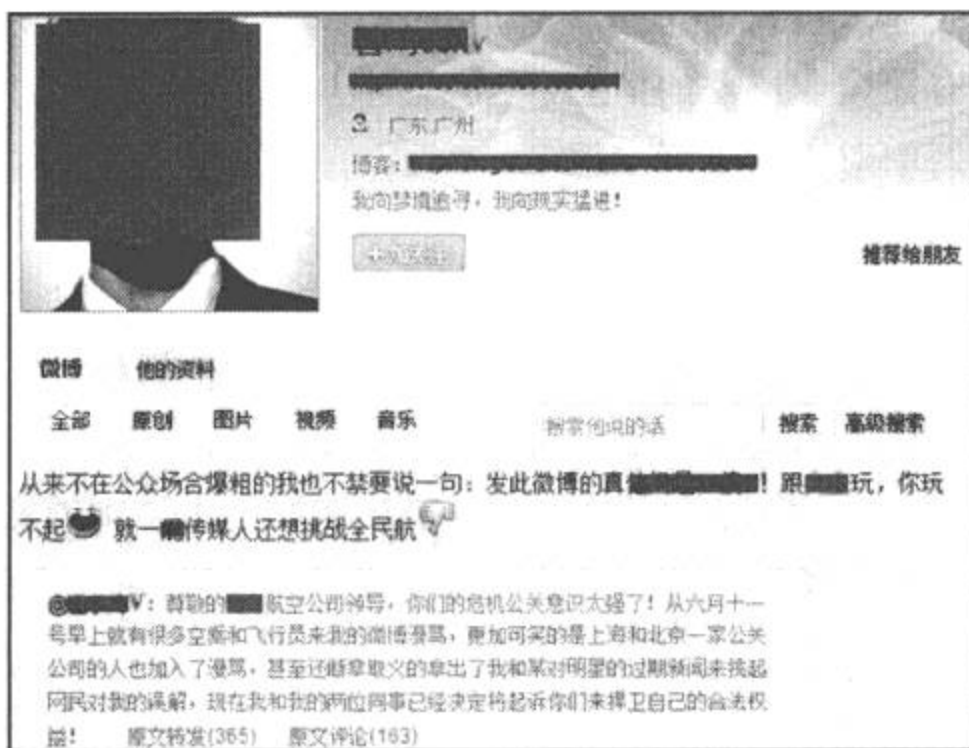 V
广东,广州
博客:
我向梦境追寻，我向现实猛进!
推荐给朋友
微博 他的资料
全部 原创 图片 视频 音乐 搜索他说的话 搜索 高级搜索
从来不在公众场合爆粗的我也不禁要说一句：发此微博的真他 ！跟 玩，你玩
不起 就一 传媒人还想挑战全民航
@ V：尊敬的 航空公司领导，你们的危机公关意识太强了！从六月十一
号早上就有很多空姐和飞行员来我的微博谩骂，更加可笑的是上海和北京一家公关
公司的人也加入了谩骂，甚至还断章取义的拿出了我和某对明星的过期新闻来挑起
网民对我的误解，现在我和我的两位同事已经决定将起诉你们来捍卫自己的合法权
益！ 原文转发(365) 原文评论(163)